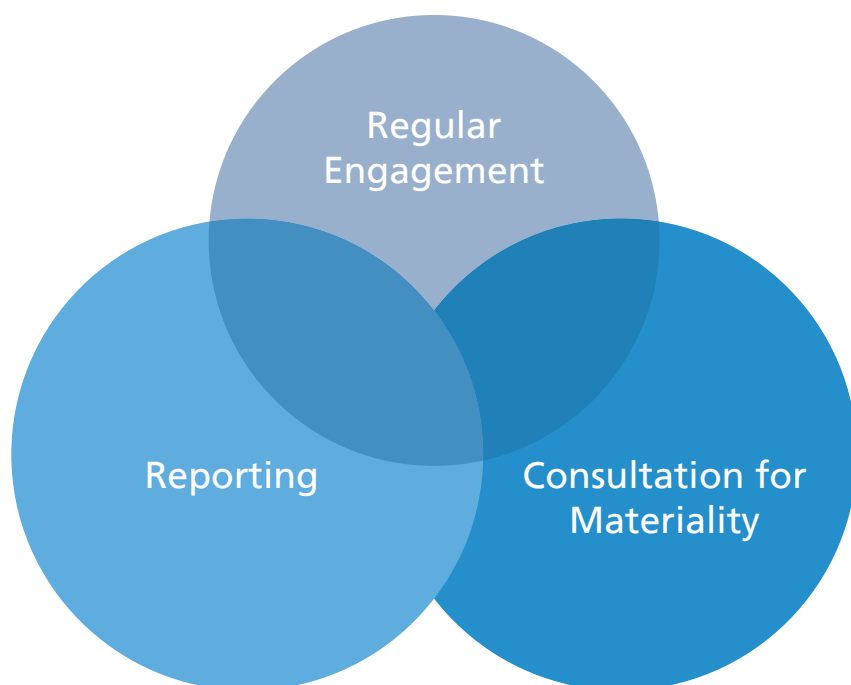 Regular
Engagement
Reporting
Consultation for
Materiality